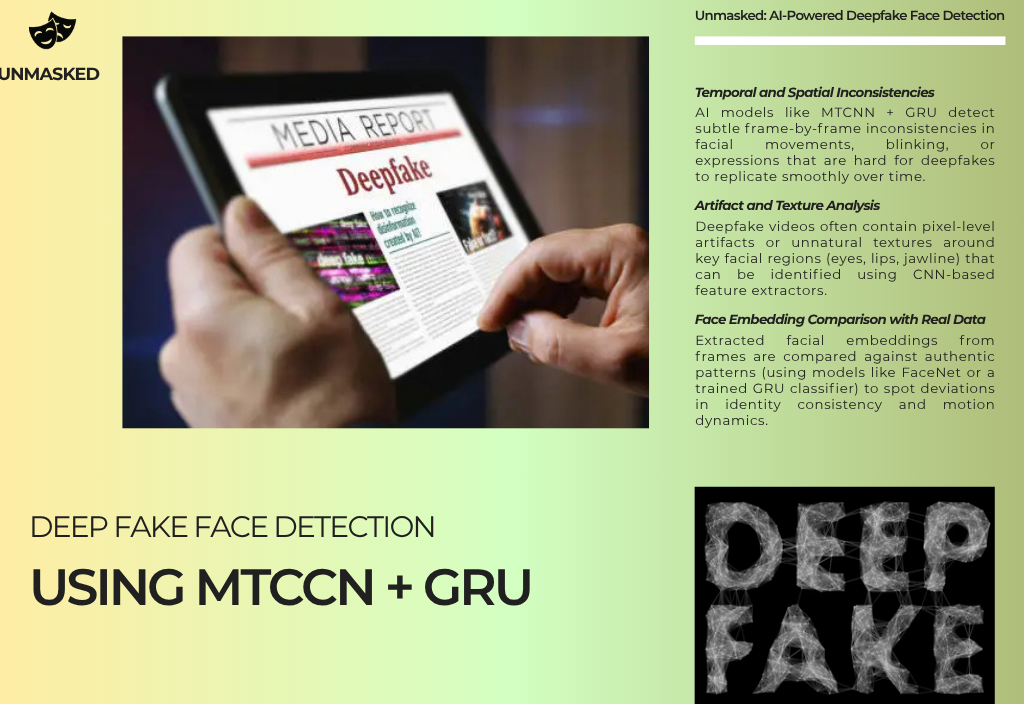 UNMASKED
Unmasked: AI-Powered Deepfake Face Detection
MEDIA REPORT
Deepfake
How to recognize
disinformation
created by AI?
deep fake
Temporal and Spatial Inconsistencies
AI models like MTCNN + GRU detect
subtle frame-by-frame inconsistencies in
facial movements, blinking, or
expressions that are hard for deepfakes
to replicate smoothly over time.
Artifact and Texture Analysis
Deepfake videos often contain pixel-level
artifacts or unnatural textures around
key facial regions (eyes, lips, jawline) that
can be identified using CNN-based
feature extractors.
Face Embedding Comparison with Real Data
Extracted facial embeddings from
frames are compared against authentic
patterns (using models like FaceNet or a
trained GRU classifier) to spot deviations
in identity consistency and motion
dynamics.
DEEP FAKE FACE DETECTION
USING MTCCN + GRU
DEEP
FAKE